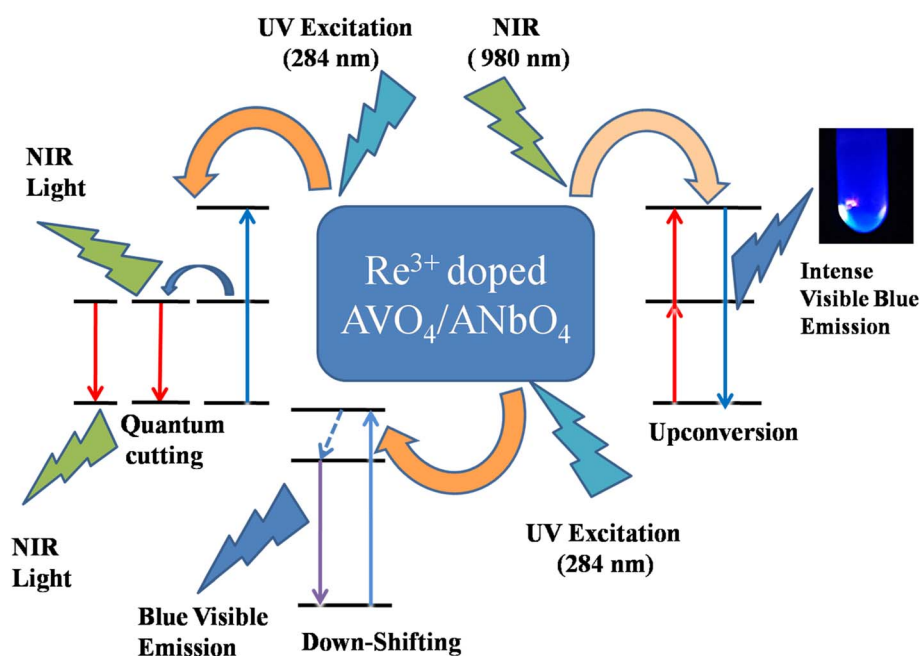 UV Excitation
(284 nm)
NIR
( 980 nm)
NIR
Light
Re³⁺ doped
AVO₄/ANbO₄
Intense
Visible Blue
Emission
Quantum
cutting
Upconversion
NIR
Light
UV Excitation
(284 nm)
Blue Visible
Emission
Down-Shifting